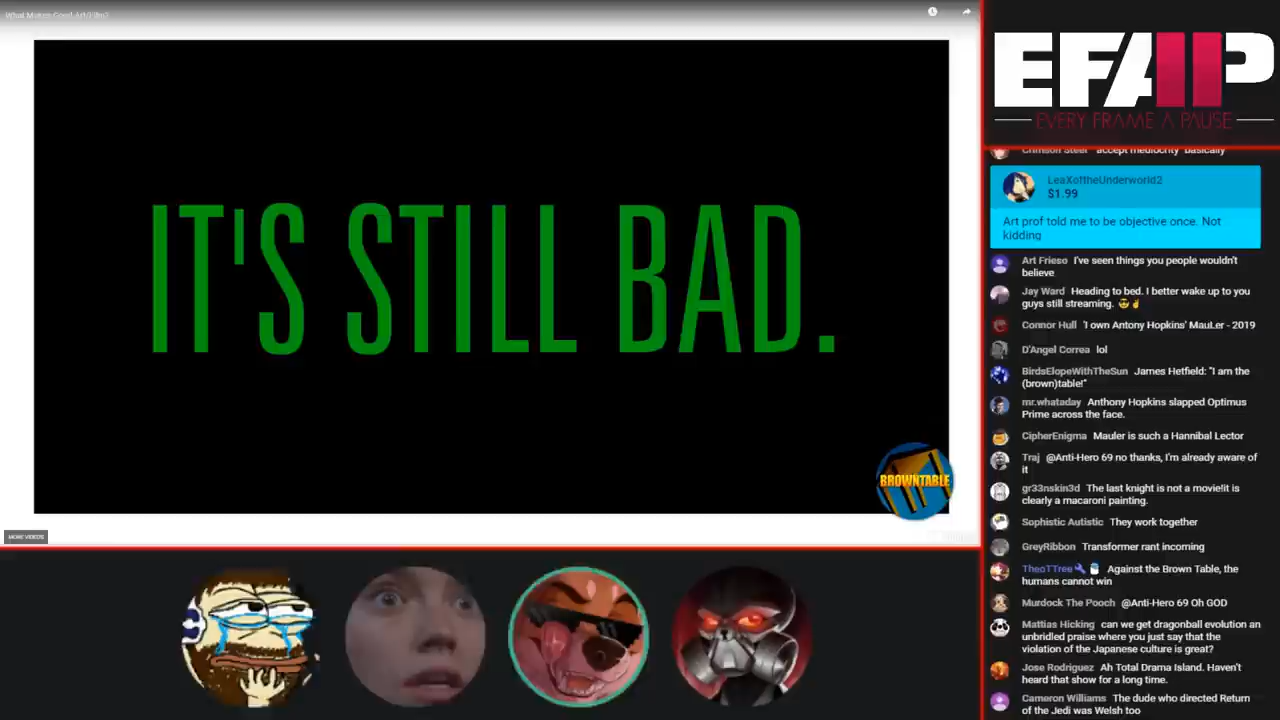 What Makes Good Art/Film?
IT'S STILL BAD.
BROWNTABLE
MORE VIDEOS
EFAP
EVERY FRAME A PAUSE
Crimson Steel accept mediocrity basically
LeaXoftheUnderworld2
$1.99
Art prof told me to be objective once. Not
kidding
Art Frieso I've seen things you people wouldn't
believe
Jay Ward Heading to bed. I better wake up to you
guys still streaming. 😎✌
Connor Hull 'I own Antony Hopkins' MauLer - 2019
D'Angel Correa lol
BirdsElopeWithTheSun James Hetfield: "I am the
(brown)table!"
mr.whataday Anthony Hopkins slapped Optimus
Prime across the face.
CipherEnigma Mauler is such a Hannibal Lector
Traj @Anti-Hero 69 no thanks, I'm already aware of
it
gr33nskin3d The last knight is not a movie!it is
clearly a macaroni painting.
Sophistic Autistic They work together
GreyRibbon Transformer rant incoming
TheoTTree Against the Brown Table, the
humans cannot win
Murdock The Pooch @Anti-Hero 69 Oh GOD
Mattias Hicking can we get dragonball evolution an
unbridled praise where you just say that the
violation of the Japanese culture is great?
Jose Rodriguez Ah Total Drama Island. Haven't
heard that show for a long time.
Cameron Williams The dude who directed Return
of the Jedi was Welsh too